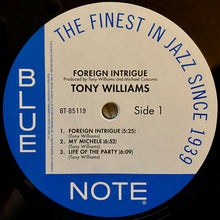 THE FINEST IN JAZZ SINCE 1939
BLUE
NOTE
FOREIGN INTRIGUE
Produced by Tony Williams and Michael Cuscuna
TONY WILLIAMS
BT-85119
Side 1
1. FOREIGN INTRIGUE (5:25)
(Tony Williams)
2. MY MICHELE (6:52)
(Tony Williams)
3. LIFE OF THE PARTY (6:09)
(Tony Williams)